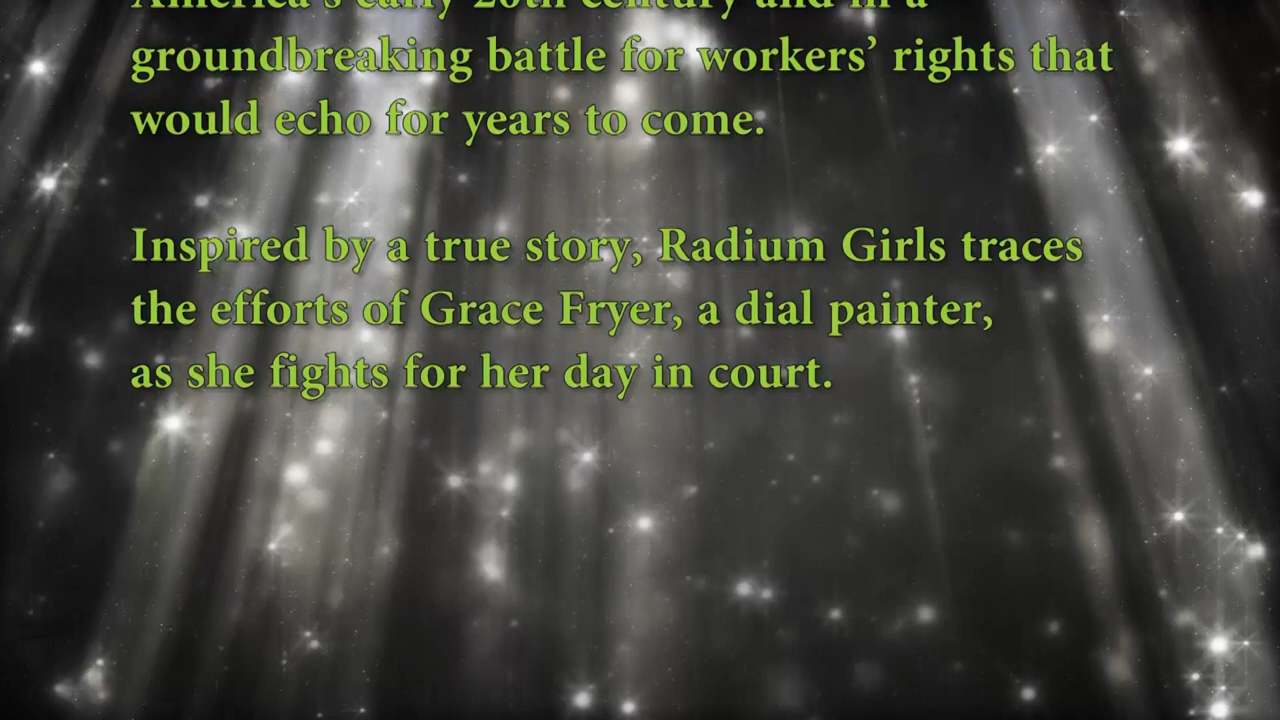 America's early 20th century and in a
groundbreaking battle for workers’ rights that
would echo for years to come.
Inspired by a true story, Radium Girls traces
the efforts of Grace Fryer, a dial painter,
as she fights for her day in court.